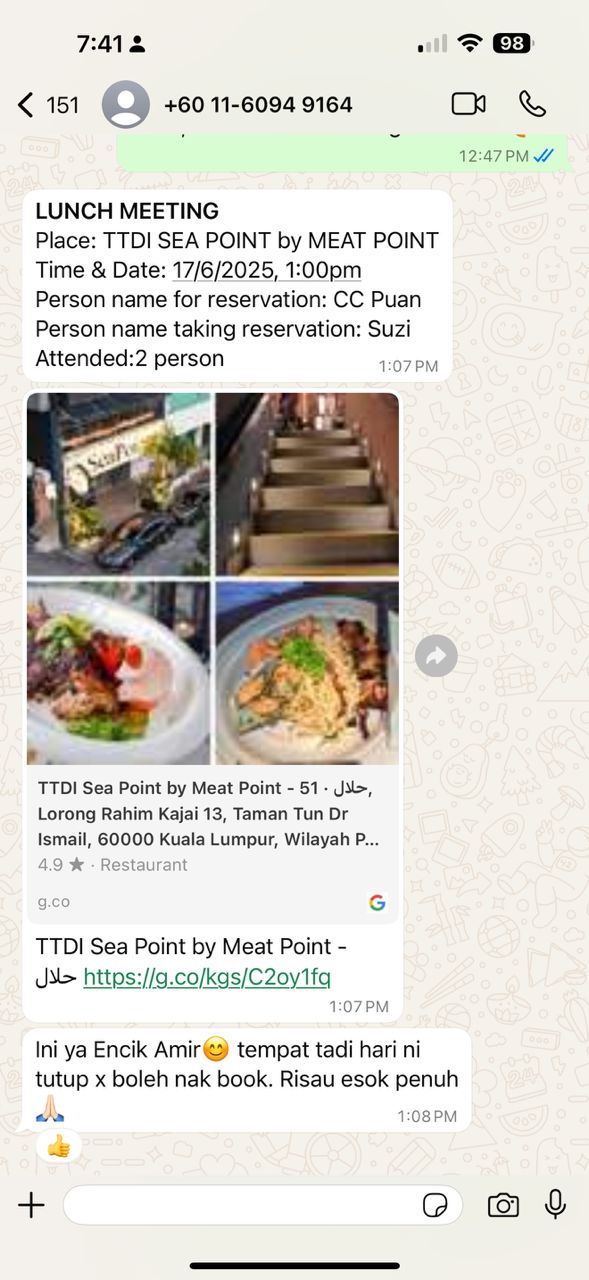 7:41
98
151
+60 11-6094 9164
12:47 PM
LUNCH MEETING
Place: TTDI SEA POINT by MEAT POINT
Time & Date: 17/6/2025, 1:00pm
Person name for reservation: CC Puan
Person name taking reservation: Suzi
Attended:2 person
1:07 PM
TTDI Sea Point by Meat Point - حلال · 51,
Lorong Rahim Kajai 13, Taman Tun Dr
Ismail, 60000 Kuala Lumpur, Wilayah P...
4.9 ★ · Restaurant
g.co
TTDI Sea Point by Meat Point -
حلال https://g.co/kgs/C2oy1fq
1:07 PM
Ini ya Encik Amir😊 tempat tadi hari ni
tutup x boleh nak book. Risau esok penuh
🙏🏻
1:08 PM
👍